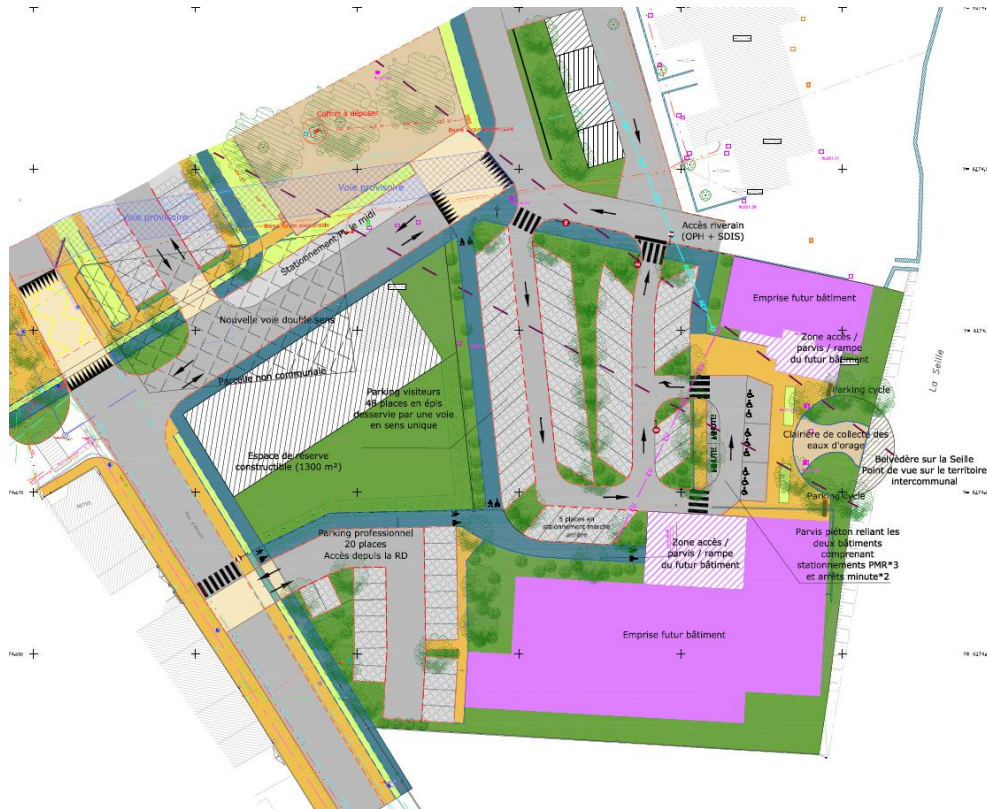 Coffret à déposer
Voie provisoire
Voie provisoire
Stationnement PL le midi
Accès riverain
(OPH + SDIS)
Emprise futur bâtiment
Nouvelle voie double sens
Zone accès /
parvis / rampe
du futur bâtiment
La Seille
Parcelle non communale
Parking visiteurs
48 places en épis
desservie par une voie
en sens unique
Parking cycle
Clairière de collecte des
eaux d'orage
Espace de réserve
constructible (1300 m²)
Belvédère sur la Seille
Point de vue sur le territoire
intercommunal
Parking cycle
MINUTE
MINUTE
5 places en
stationnement marche
arrière
Parking professionnel
20 places
Accès depuis la RD
Zone accès /
parvis / rampe
du futur bâtiment
Parvis piéton reliant les
deux bâtiments
comprenant
stationnements PMR*3
et arrêts minute*2
Emprise futur bâtiment